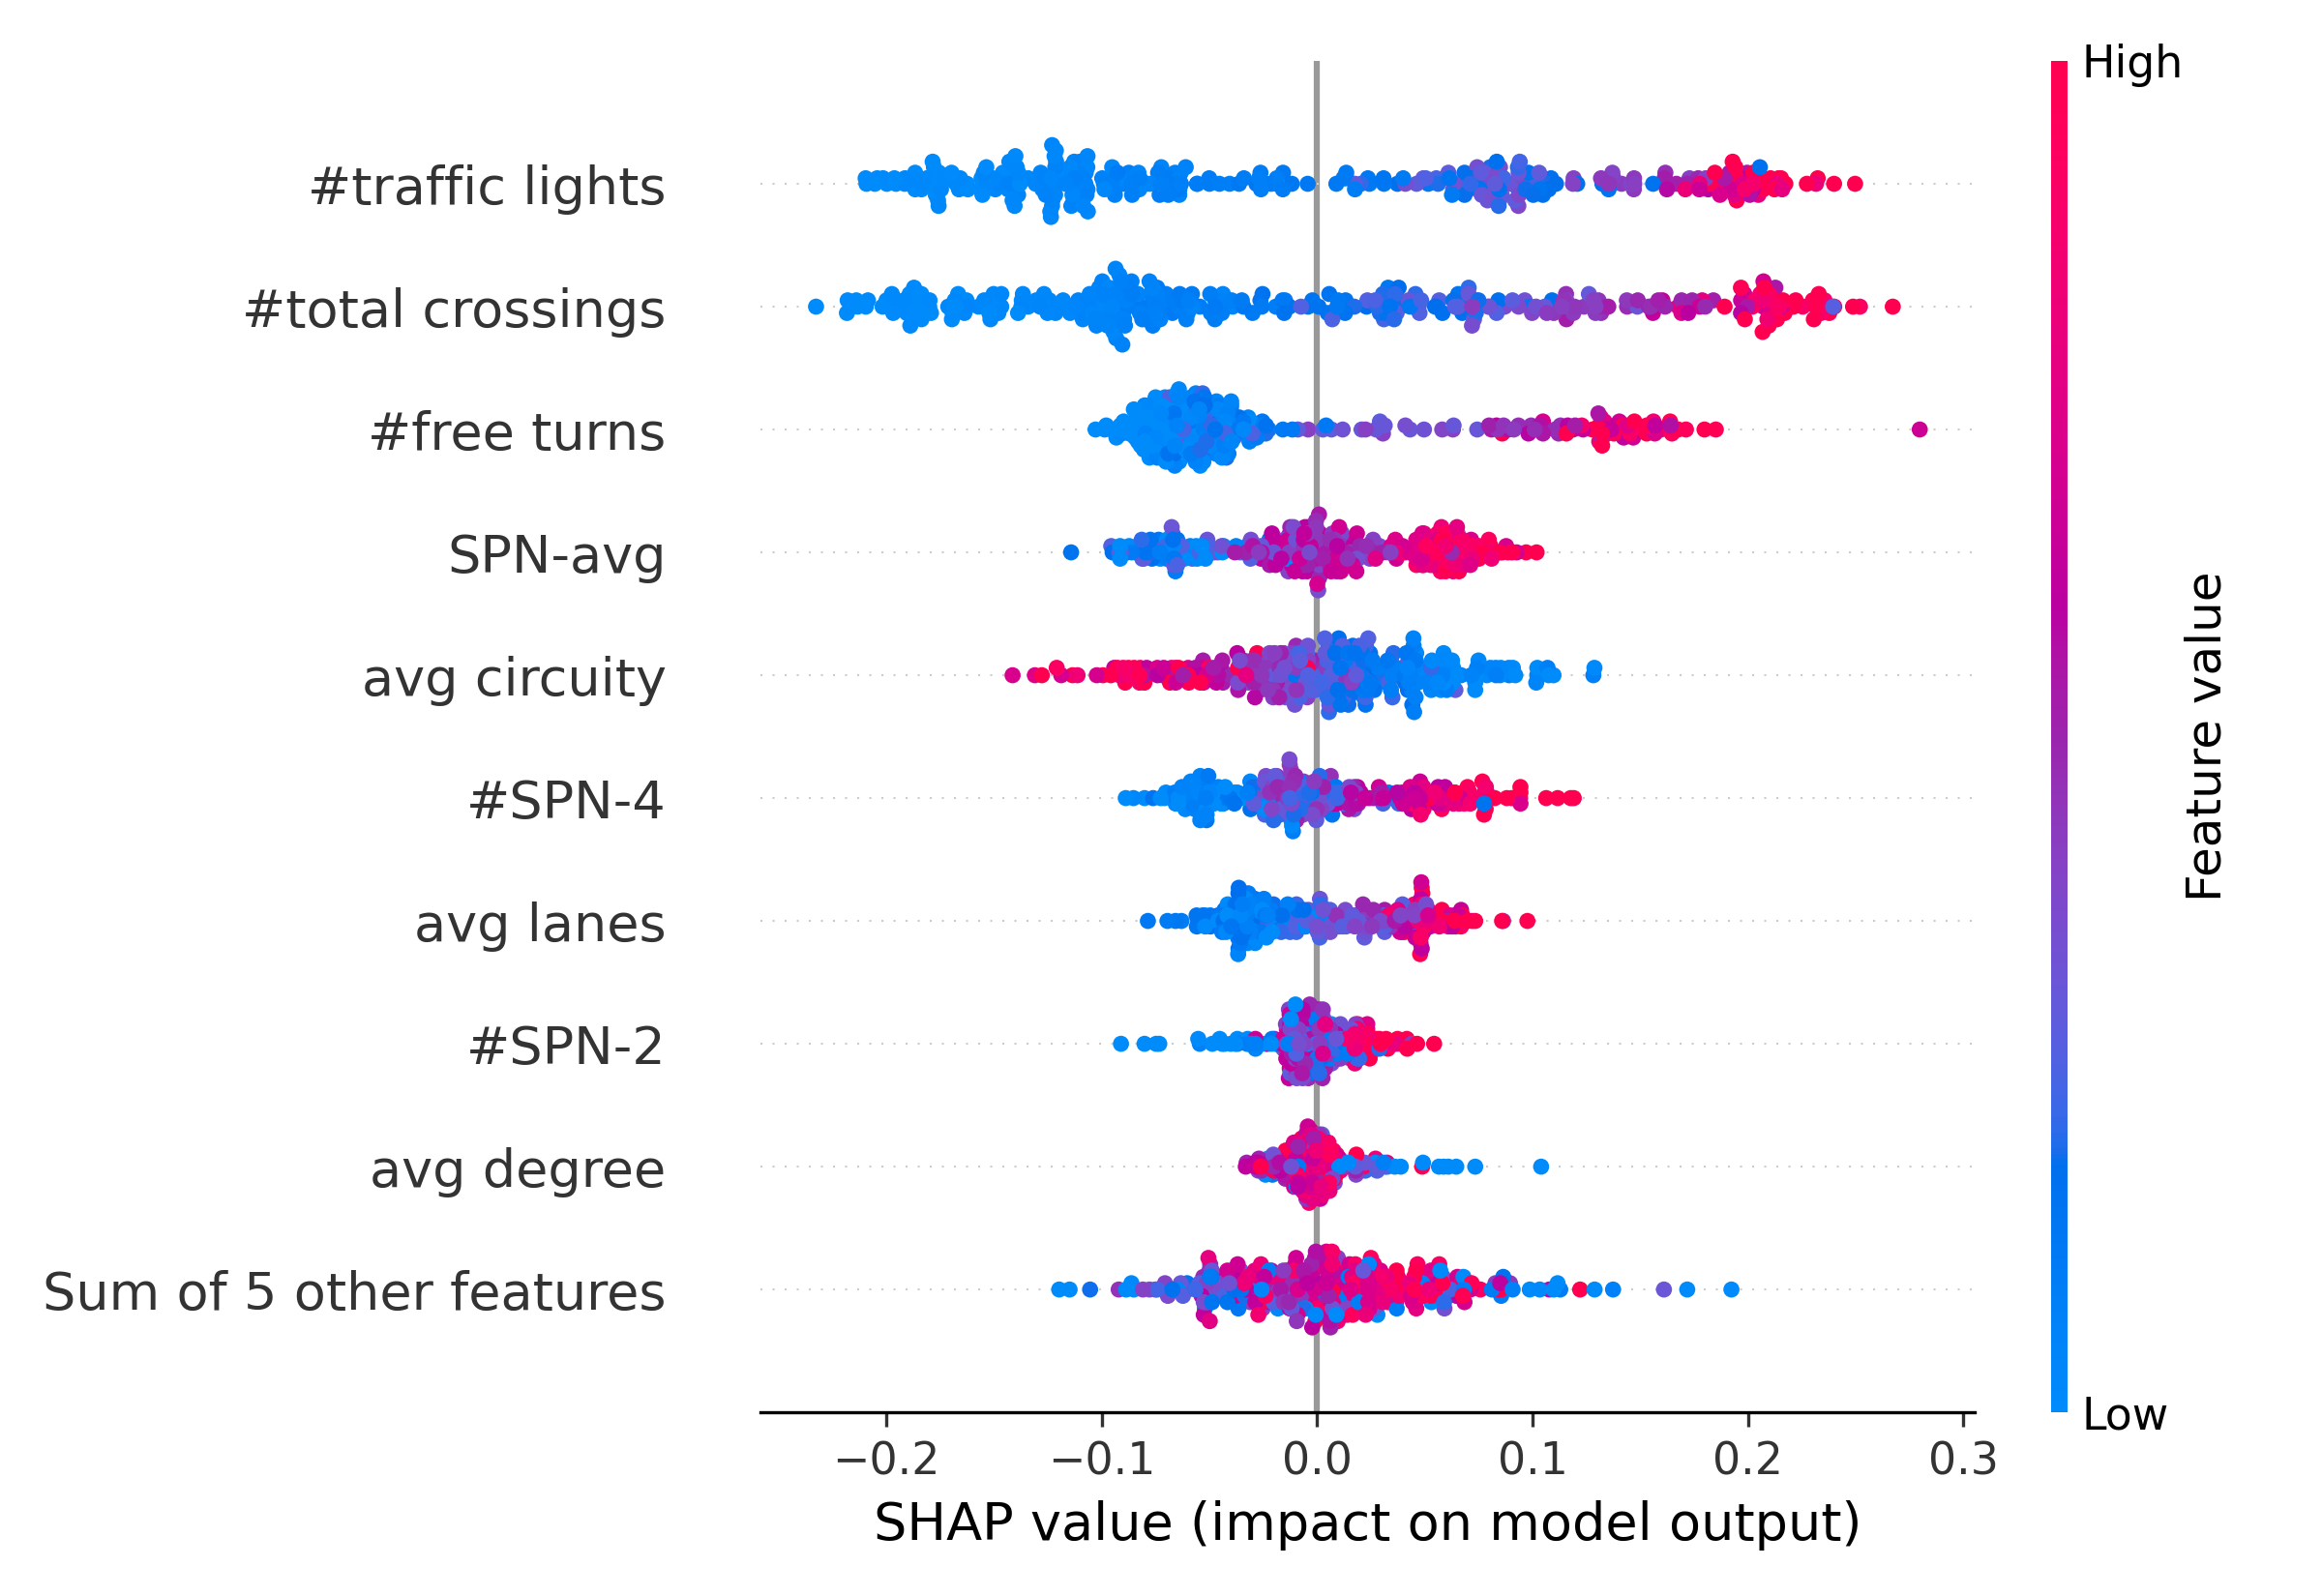 High
#traffic lights
#total crossings
#free turns
SPN-avg
avg circuity
#SPN-4
avg lanes
#SPN-2
avg degree
Sum of 5 other features
Feature value
Low
−0.2 −0.1 0.0 0.1 0.2 0.3
SHAP value (impact on model output)